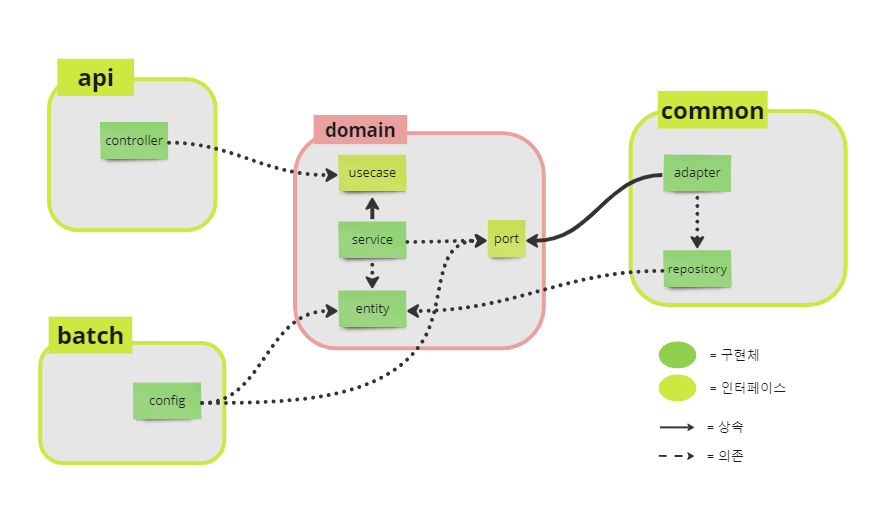 api
controller
domain
usecase
service
port
entity
common
adapter
repository
batch
config
= 구현체
= 인터페이스
= 상속
= 의존